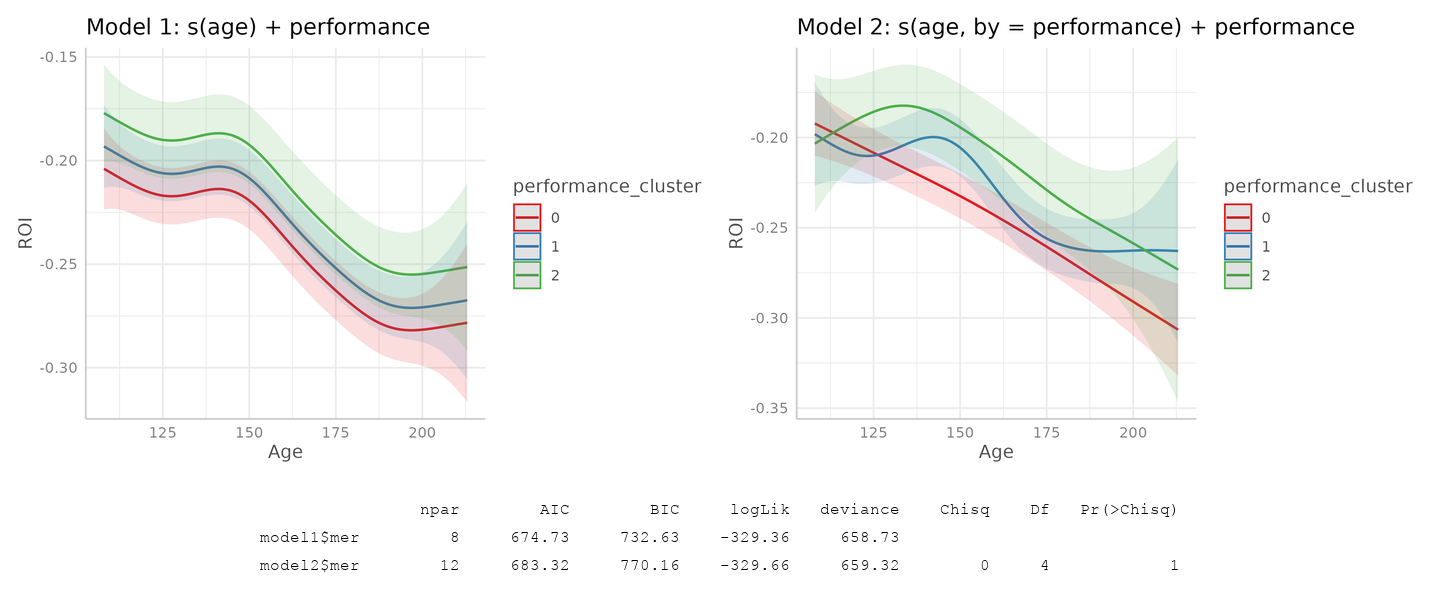 Model 1: s(age) + performance
-0.15
-0.20
-0.25
-0.30
ROI
125 150 175 200
Age
performance_cluster
0
1
2
Model 2: s(age, by = performance) + performance
-0.20
-0.25
-0.30
-0.35
ROI
125 150 175 200
Age
performance_cluster
0
1
2
npar AIC BIC logLik deviance Chisq Df Pr(>Chisq)
model1$mer 8 674.73 732.63 -329.36 658.73
model2$mer 12 683.32 770.16 -329.66 659.32 0 4 1